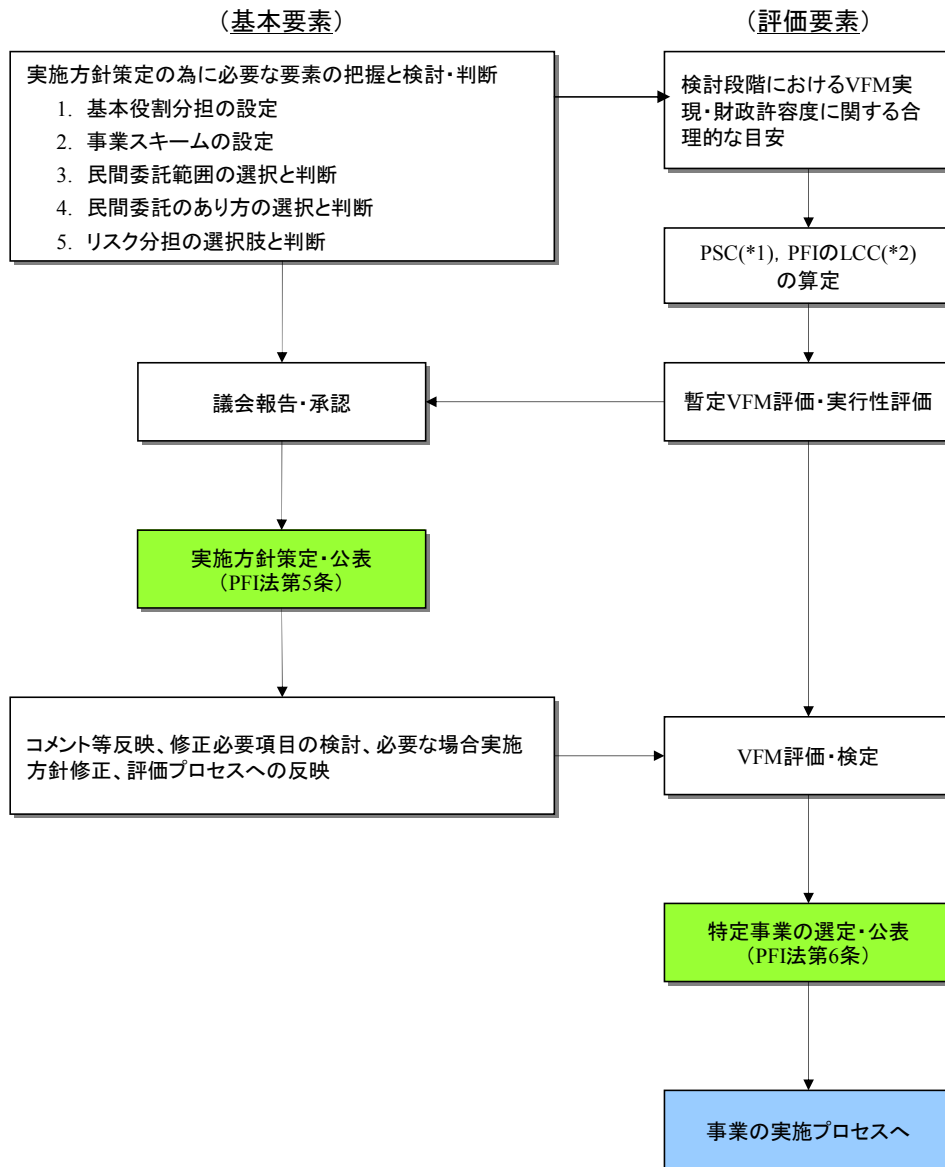 （基本要素）
（評価要素）
実施方針策定の為に必要な要素の把握と検討・判断
1. 基本役割分担の設定
2. 事業スキームの設定
3. 民間委託範囲の選択と判断
4. 民間委託のあり方の選択と判断
5. リスク分担の選択肢と判断
検討段階におけるVFM実
現・財政許容度に関する合
理的な目安
PSC(*1), PFIのLCC(*2)
の算定
議会報告・承認
暫定VFM評価・実行性評価
実施方針策定・公表
（PFI法第5条）
コメント等反映、修正必要項目の検討、必要な場合実施
方針修正、評価プロセスへの反映
VFM評価・検定
特定事業の選定・公表
（PFI法第6条）
事業の実施プロセスへ